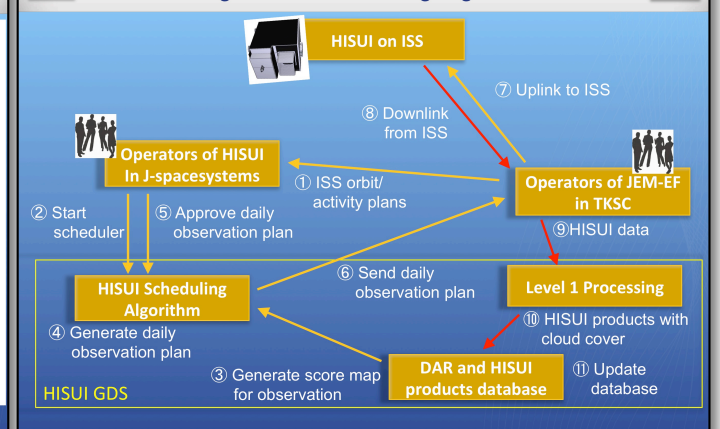 HISUI on ISS
⑦ Uplink to ISS
⑧ Downlink
from ISS
Operators of HISUI
In J-spacesystems
① ISS orbit/
activity plans
Operators of JEM-EF
in TKSC
② Start
scheduler
⑤ Approve daily
observation plan
⑨HISUI data
⑥ Send daily
observation plan
HISUI Scheduling
Algorithm
Level 1 Processing
④ Generate daily
observation plan
⑩ HISUI products with
cloud cover
③ Generate score map
for observation
DAR and HISUI
products database
⑪ Update
database
HISUI GDS